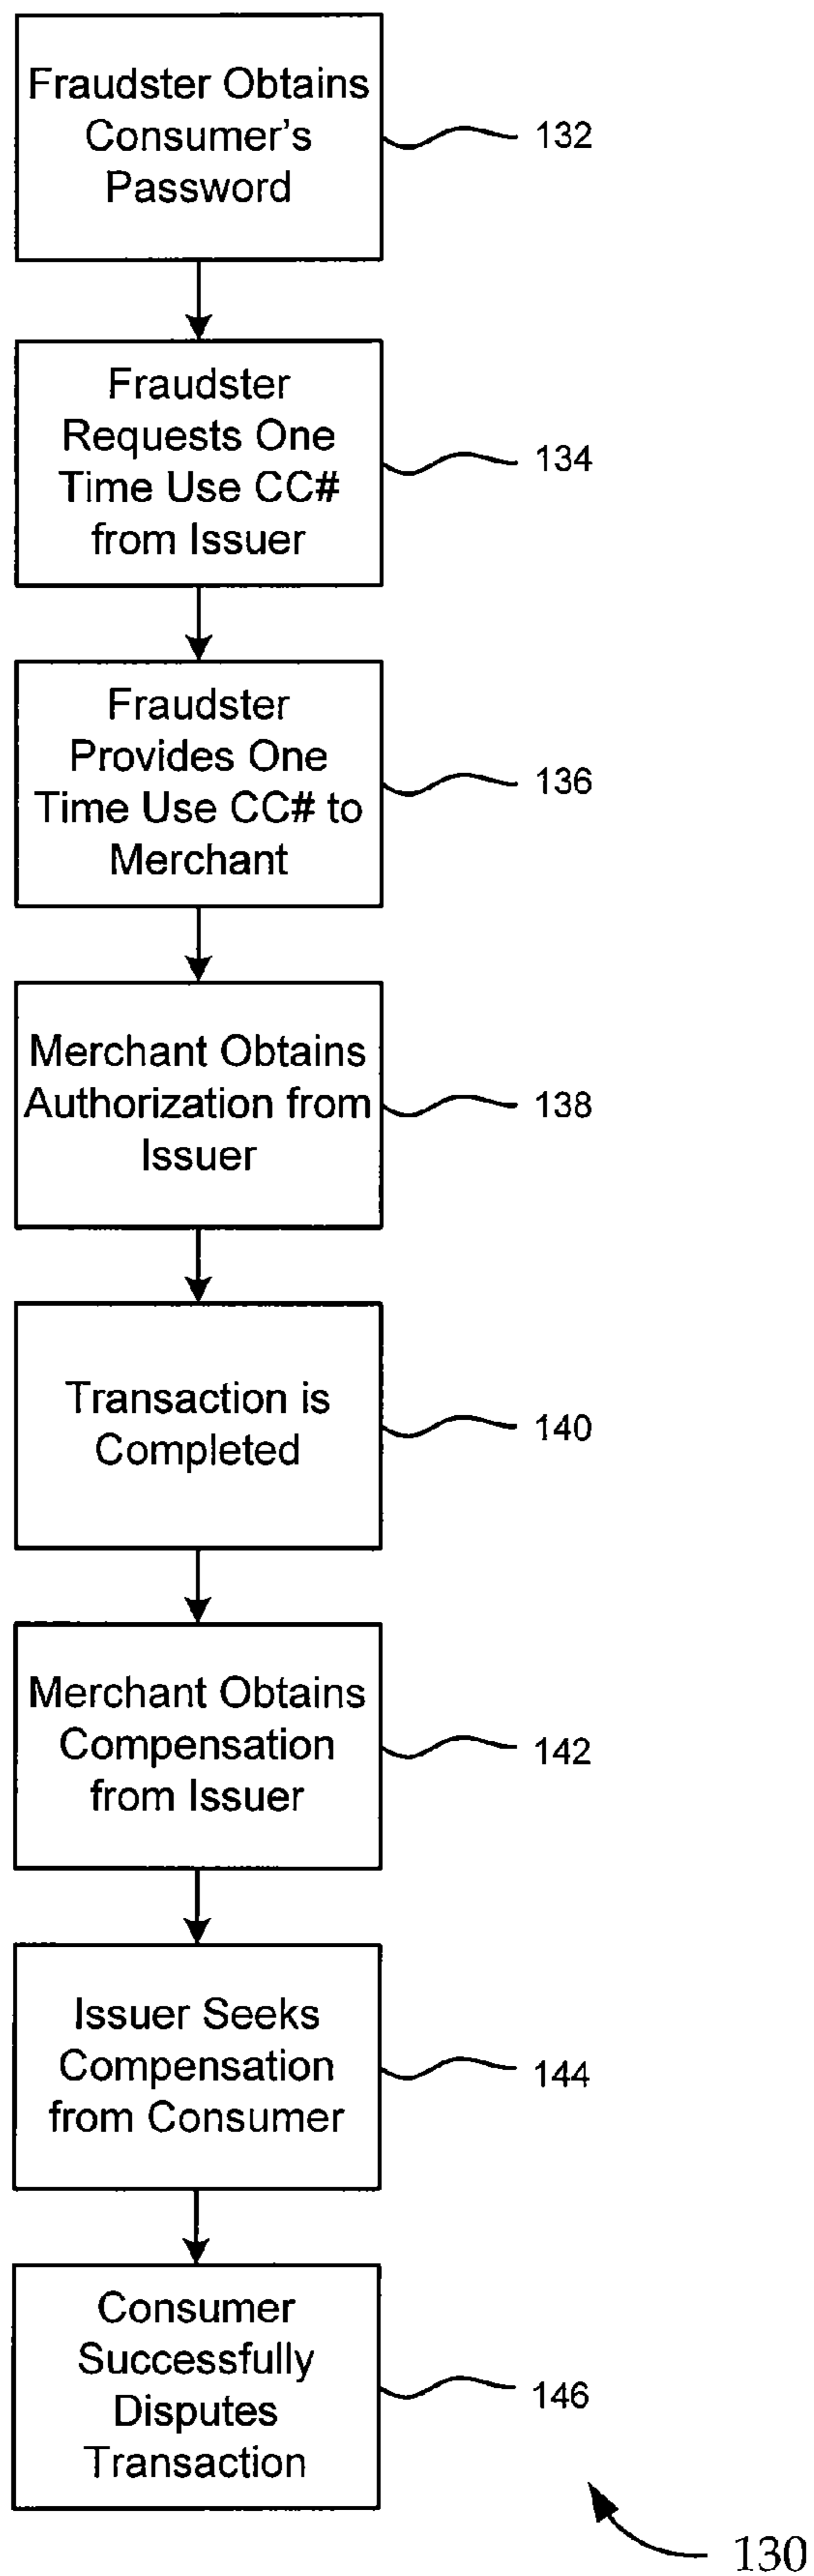 Fraudster Obtains
Consumer's
Password
132
Fraudster
Requests One
Time Use CC#
from Issuer
134
Fraudster
Provides One
Time Use CC# to
Merchant
136
Merchant Obtains
Authorization from
Issuer
138
Transaction is
Completed
140
Merchant Obtains
Compensation
from Issuer
142
Issuer Seeks
Compensation
from Consumer
144
Consumer
Successfully
Disputes
Transaction
146
130